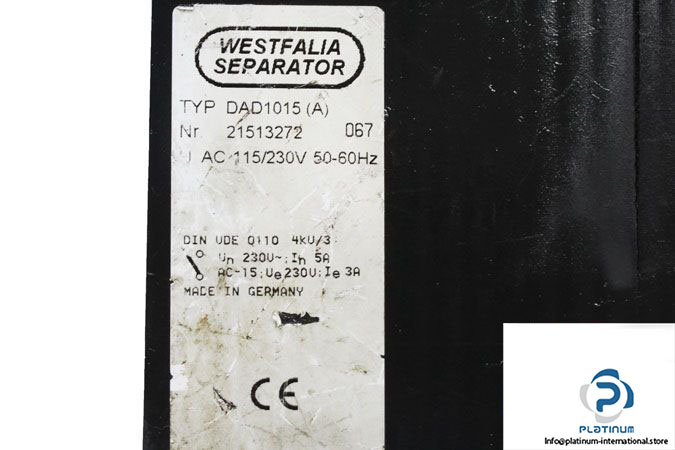 WESTFALIA
SEPARATOR
TYP DAD1015 (A)
Nr. 21513272 067
U AC 115/230V 50-60Hz
DIN VDE 0110 4kV/3
Un 230V~; Ih 5A
AC-15; Ue 230V; Ie 3A
MADE IN GERMANY
CE
PLATINUM
Info@platinum-international.store